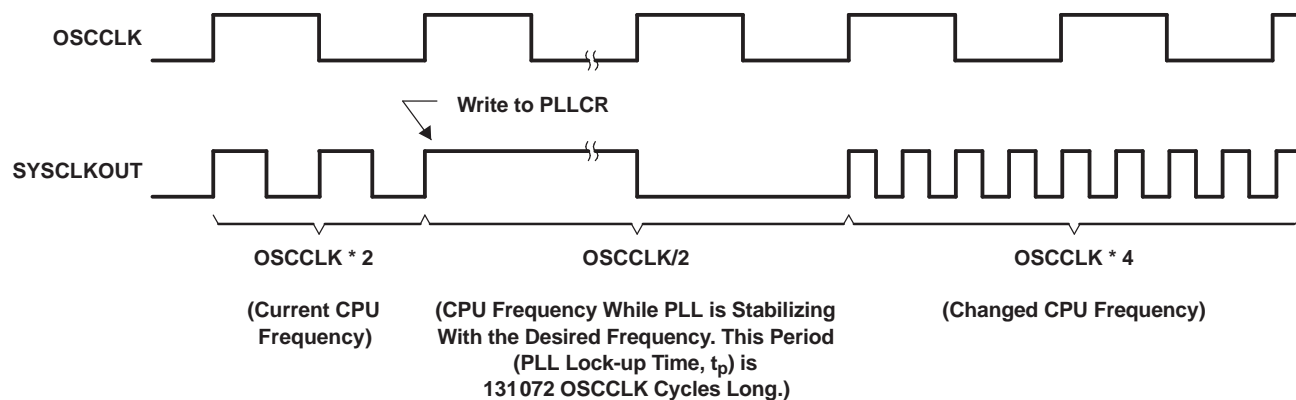 OSCCLK
Write to PLLCR
SYSCLKOUT
OSCCLK * 2
(Current CPU
Frequency)
OSCCLK/2
(CPU Frequency While PLL is Stabilizing
With the Desired Frequency. This Period
(PLL Lock-up Time, tp) is
131072 OSCCLK Cycles Long.)
OSCCLK * 4
(Changed CPU Frequency)